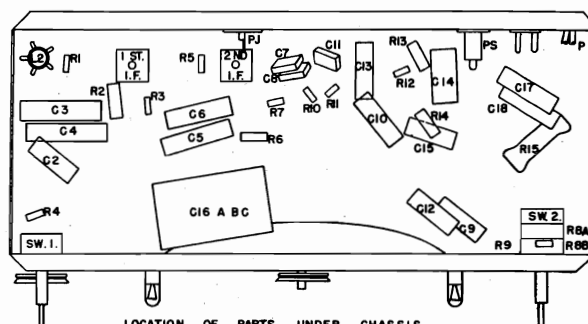 PJ
PS
P
L2
R1
1 ST.
I.F.
R5
2ND
I.F.
C7
C8
C11
C13
R13
R12
C14
C17
C18
R2
R3
C3
C4
C6
C5
R7
R10
R11
C10
R14
C15
R15
R6
C2
R4
C16 A B C
C12
C9
SW. 1.
SW. 2.
R8A
R9
R8B
LOCATION OF PARTS UNDER CHASSIS